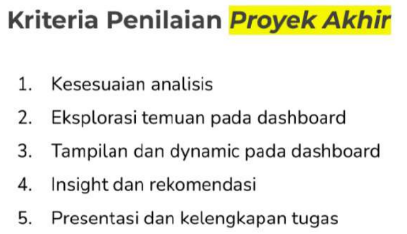 Kriteria Penilaian Proyek Akhir
1. Kesesuaian analisis
2. Eksplorasi temuan pada dashboard
3. Tampilan dan dynamic pada dashboard
4. Insight dan rekomendasi
5. Presentasi dan kelengkapan tugas